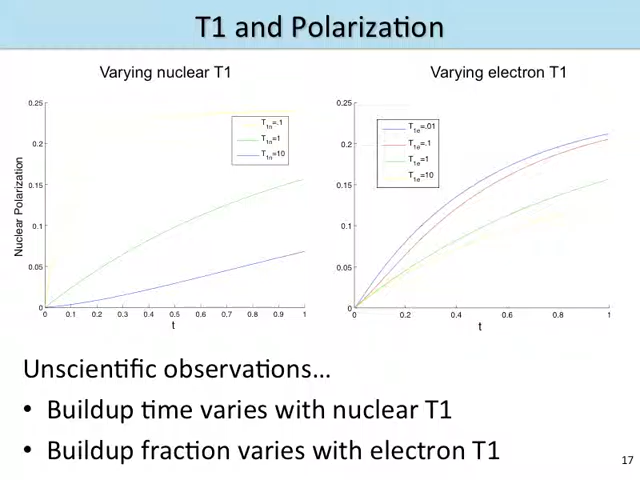 T1 and Polarization
Varying nuclear T1
Varying electron T1
0.25
0.2
0.15
0.1
0.05
0
Nuclear Polarization
T1n=.1
T1n=1
T1n=10
0 0.1 0.2 0.3 0.4 0.5 0.6 0.7 0.8 0.9 1
t
0.25
0.2
0.15
0.1
0.05
0
T1e=.01
T1e=.1
T1e=1
T1e=10
0 0.2 0.4 0.6 0.8 1
t
Unscientific observations...
• Buildup time varies with nuclear T1
• Buildup fraction varies with electron T1
17